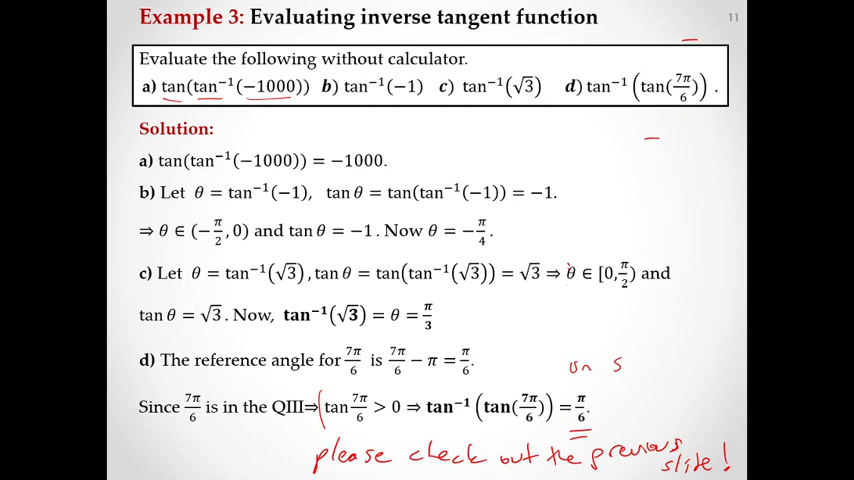 Example 3: Evaluating inverse tangent function
11
Evaluate the following without calculator.
a) tan(tan⁻¹(−1000)) b) tan⁻¹(−1) c) tan⁻¹(√3) d) tan⁻¹(tan(7π/6)) .
Solution:
a) tan(tan⁻¹(−1000)) = −1000.
b) Let θ = tan⁻¹(−1), tan θ = tan(tan⁻¹(−1)) = −1.
⇒ θ ∈ (−π/2, 0) and tan θ = −1. Now θ = −π/4.
c) Let θ = tan⁻¹(√3), tan θ = tan(tan⁻¹(√3)) = √3 ⇒ θ ∈ [0, π/2) and
tan θ = √3. Now, tan⁻¹(√3) = θ = π/3
d) The reference angle for 7π/6 is 7π/6 − π = π/6.
on s
Since 7π/6 is in the QIII⇒ tan 7π/6 > 0 ⇒ tan⁻¹(tan(7π/6)) = π/6.
please check out the previous
slide!